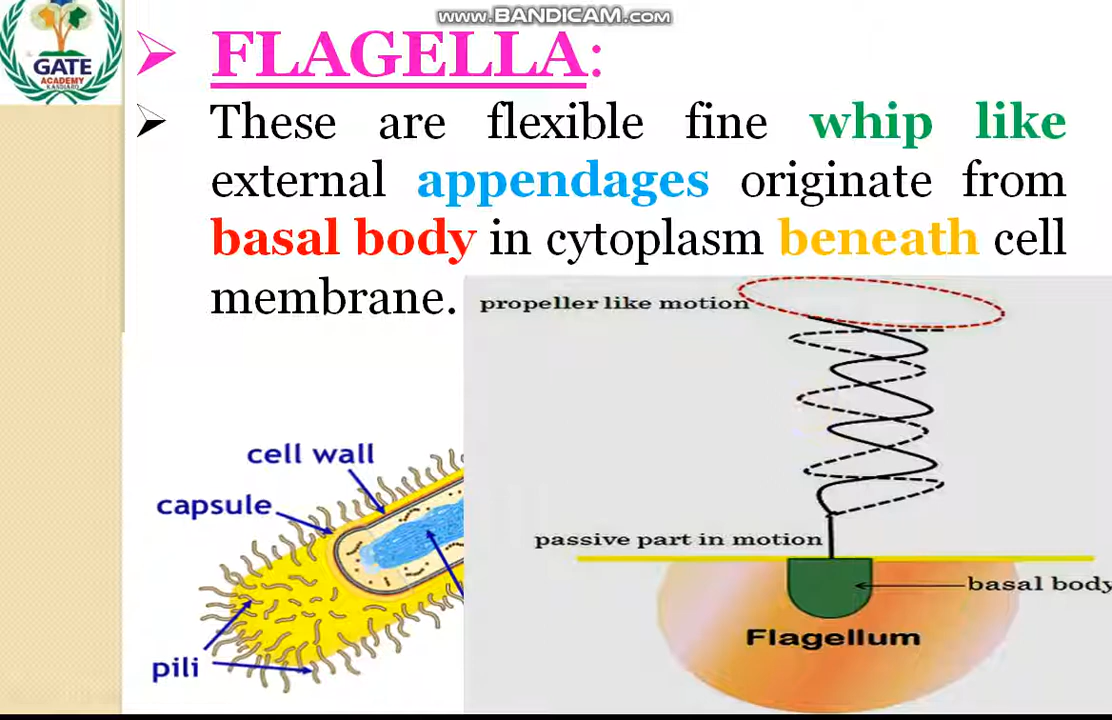 www.BANDICAM.com
GATE
ACADEMY
KANDIARO
FLAGELLA:
These are flexible fine whip like
external appendages originate from
basal body in cytoplasm beneath cell
membrane.
propeller like motion
cell wall
capsule
passive part in motion
basal body
Flagellum
pili